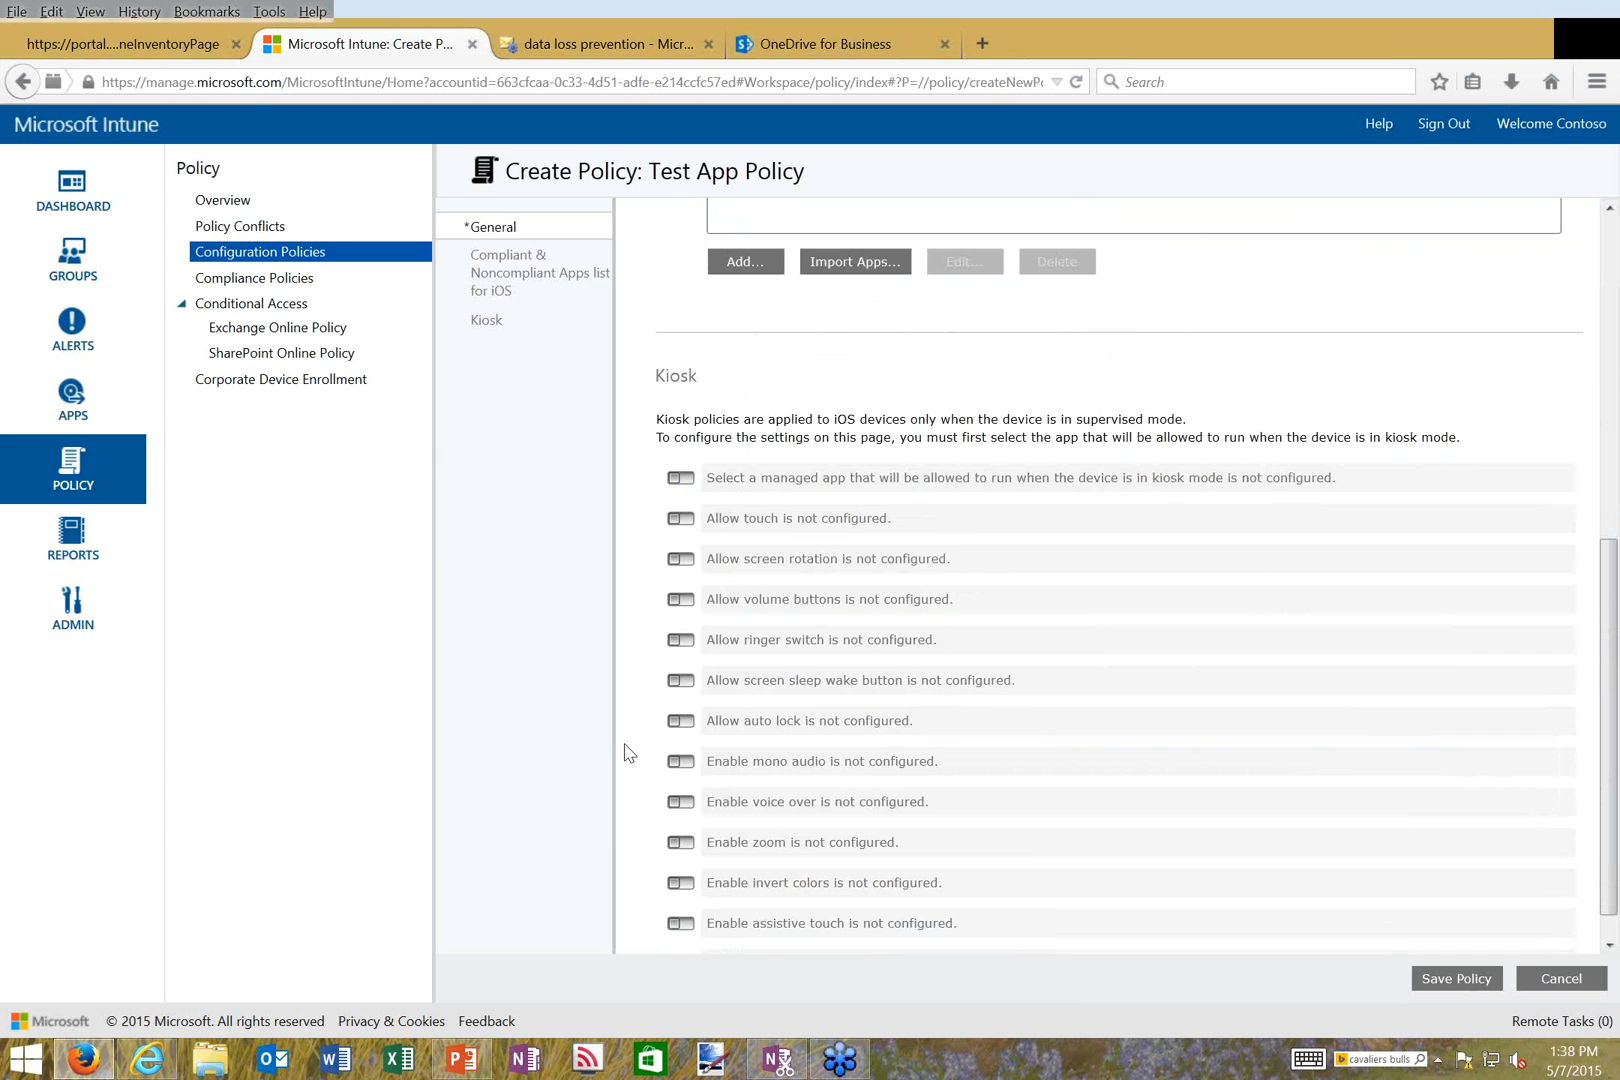 File Edit View History Bookmarks Tools Help
https://portal....neInventoryPage
Microsoft Intune: Create P...
data loss prevention - Micr...
OneDrive for Business
https://manage.microsoft.com/MicrosoftIntune/Home?accountid=663cfcaa-0c33-4d51-adfe-e214ccfc57ed#Workspace/policy/index#?P=//policy/createNewPo
Search
Microsoft Intune
Help Sign Out Welcome Contoso
DASHBOARD
GROUPS
ALERTS
APPS
POLICY
REPORTS
ADMIN
Policy
Overview
Policy Conflicts
Configuration Policies
Compliance Policies
Conditional Access
Exchange Online Policy
SharePoint Online Policy
Corporate Device Enrollment
Create Policy: Test App Policy
*General
Compliant &
Noncompliant Apps list
for iOS
Kiosk
Add... Import Apps... Edit... Delete
Kiosk
Kiosk policies are applied to iOS devices only when the device is in supervised mode.
To configure the settings on this page, you must first select the app that will be allowed to run when the device is in kiosk mode.
Select a managed app that will be allowed to run when the device is in kiosk mode is not configured.
Allow touch is not configured.
Allow screen rotation is not configured.
Allow volume buttons is not configured.
Allow ringer switch is not configured.
Allow screen sleep wake button is not configured.
Allow auto lock is not configured.
Enable mono audio is not configured.
Enable voice over is not configured.
Enable zoom is not configured.
Enable invert colors is not configured.
Enable assistive touch is not configured.
Save Policy Cancel
Microsoft © 2015 Microsoft. All rights reserved Privacy & Cookies Feedback
Remote Tasks (0)
cavaliers bulls
1:38 PM
5/7/2015